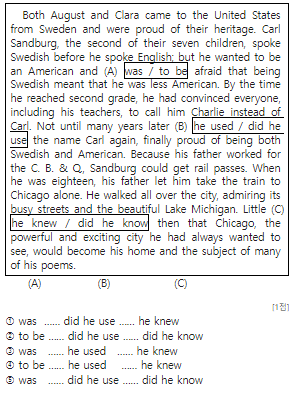 Both August and Clara came to the United States
from Sweden and were proud of their heritage. Carl
Sandburg, the second of their seven children, spoke
Swedish before he spoke English; but he wanted to be
an American and (A) was / to be afraid that being
Swedish meant that he was less American. By the time
he reached second grade, he had convinced everyone,
including his teachers, to call him Charlie instead of
Carl. Not until many years later (B) he used / did he
use the name Carl again, finally proud of being both
Swedish and American. Because his father worked for
the C. B. & Q., Sandburg could get rail passes. When
he was eighteen, his father let him take the train to
Chicago alone. He walked all over the city, admiring its
busy streets and the beautiful Lake Michigan. Little (C)
he knew / did he know then that Chicago, the
powerful and exciting city he had always wanted to
see, would become his home and the subject of many
of his poems.
(A) (B) (C)
[1점]
① was ...... did he use ...... he knew
② to be ...... did he use ...... did he know
③ was ...... he used ...... he knew
④ to be ...... he used ...... he knew
⑤ was ...... did he use ...... did he know